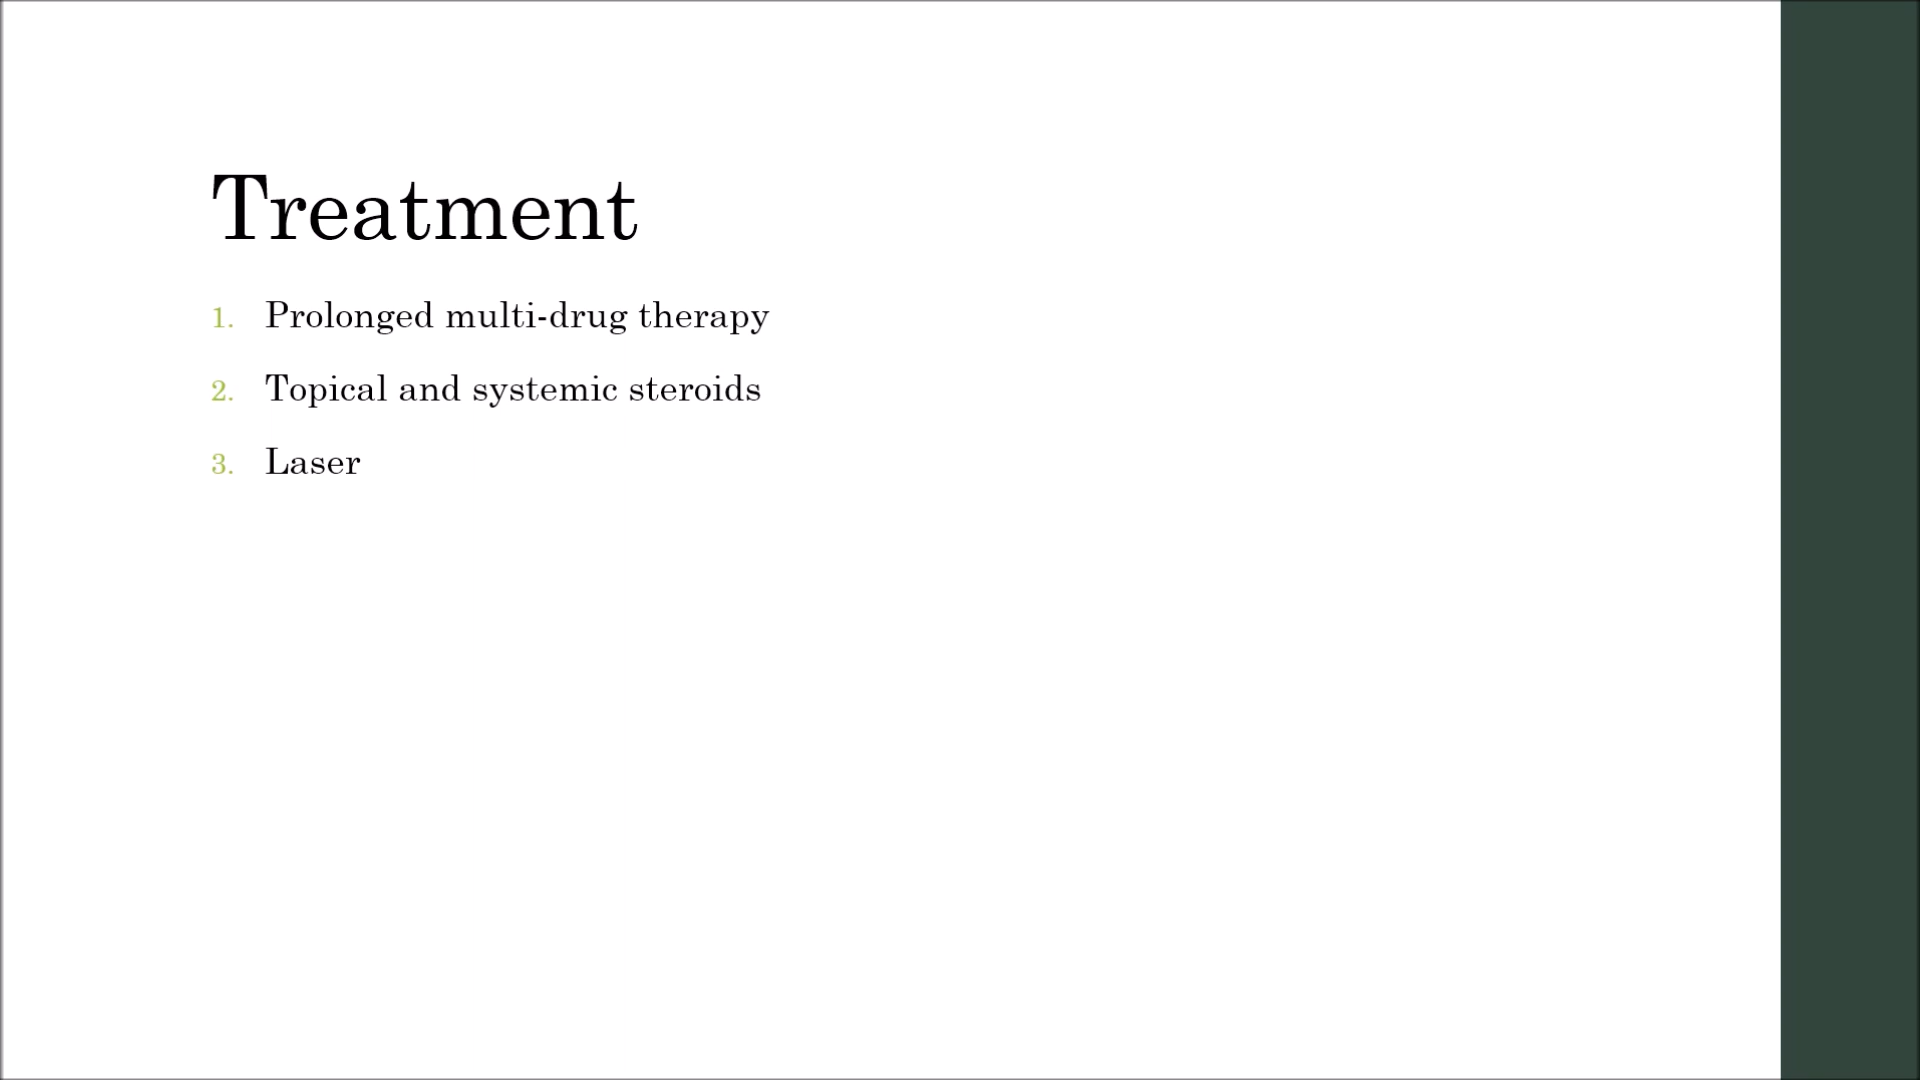 Treatment
1. Prolonged multi-drug therapy
2. Topical and systemic steroids
3. Laser